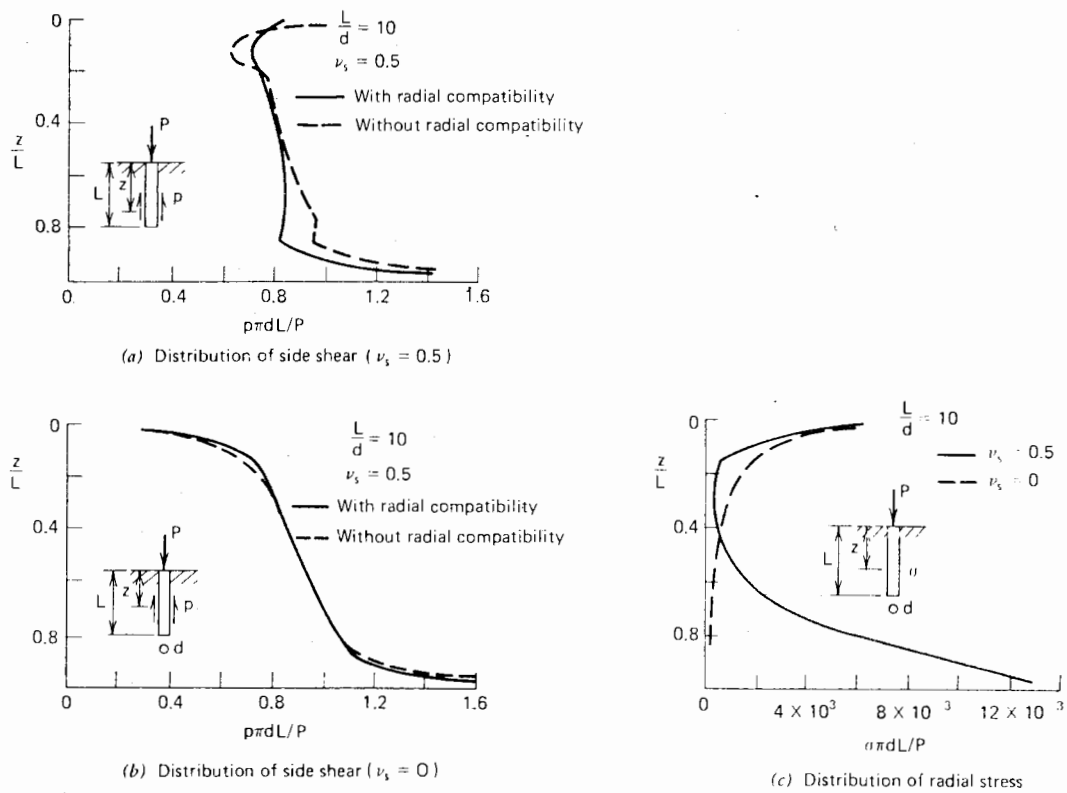 0
0.4
0.8
z/L
L/d = 10
ν_s = 0.5
With radial compatibility
Without radial compatibility
P
L
z
p
0.
0.4
0.8
1.2
1.6
pπdL/P
(a) Distribution of side shear (ν_s = 0.5)
0
0.4
0.8
z/L
L/d = 10
ν_s = 0.5
With radial compatibility
Without radial compatibility
P
L
z
p
d
0
0.4
0.8
1.2
1.6
pπdL/P
(b) Distribution of side shear (ν_s = 0)
0
0.4
0.8
z/L
L/d = 10
ν_s = 0.5
ν_s = 0
P
L
z
σ
d
0
4 × 10³
8 × 10⁻³
12 × 10⁻³
σπdL/P
(c) Distribution of radial stress